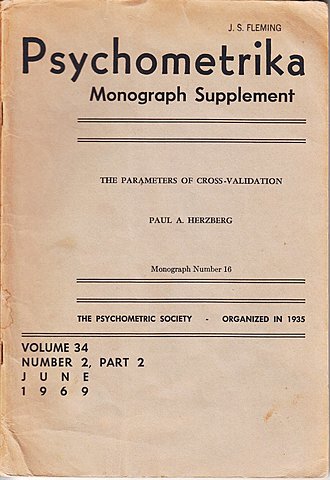 J. S. FLEMING
Psychometrika
Monograph Supplement
THE PARAMETERS OF CROSS-VALIDATION
PAUL A. HERZBERG
Monograph Number 16
THE PSYCHOMETRIC SOCIETY - ORGANIZED IN 1935
VOLUME 34
NUMBER 2, PART 2
JUNE
1969